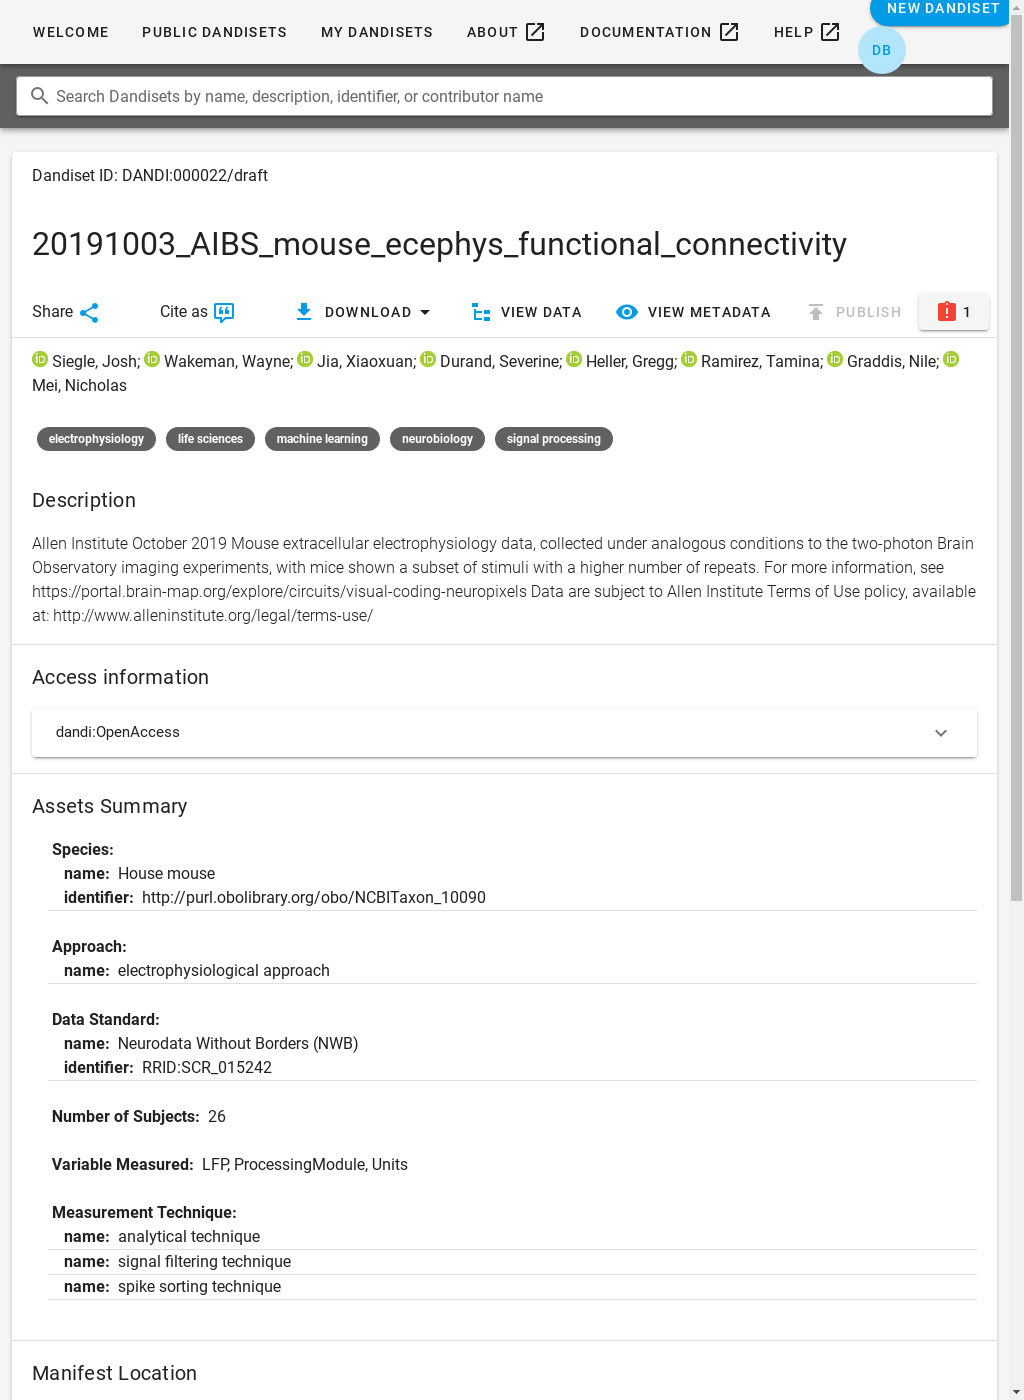 NEW DANDISET
WELCOME PUBLIC DANDISETS MY DANDISETS ABOUT DOCUMENTATION HELP
DB
Search Dandisets by name, description, identifier, or contributor name
Dandiset ID: DANDI:000022/draft
20191003_AIBS_mouse_ecephys_functional_connectivity
Share Cite as DOWNLOAD VIEW DATA VIEW METADATA PUBLISH 1
iD Siegle, Josh; iD Wakeman, Wayne; iD Jia, Xiaoxuan; iD Durand, Severine; iD Heller, Gregg; iD Ramirez, Tamina; iD Graddis, Nile; iD
Mei, Nicholas
electrophysiology life sciences machine learning neurobiology signal processing
Description
Allen Institute October 2019 Mouse extracellular electrophysiology data, collected under analogous conditions to the two-photon Brain
Observatory imaging experiments, with mice shown a subset of stimuli with a higher number of repeats. For more information, see
https://portal.brain-map.org/explore/circuits/visual-coding-neuropixels Data are subject to Allen Institute Terms of Use policy, available
at: http://www.alleninstitute.org/legal/terms-use/
Access information
dandi:OpenAccess
Assets Summary
Species:
name: House mouse
identifier: http://purl.obolibrary.org/obo/NCBITaxon_10090
Approach:
name: electrophysiological approach
Data Standard:
name: Neurodata Without Borders (NWB)
identifier: RRID:SCR_015242
Number of Subjects: 26
Variable Measured: LFP, ProcessingModule, Units
Measurement Technique:
name: analytical technique
name: signal filtering technique
name: spike sorting technique
Manifest Location